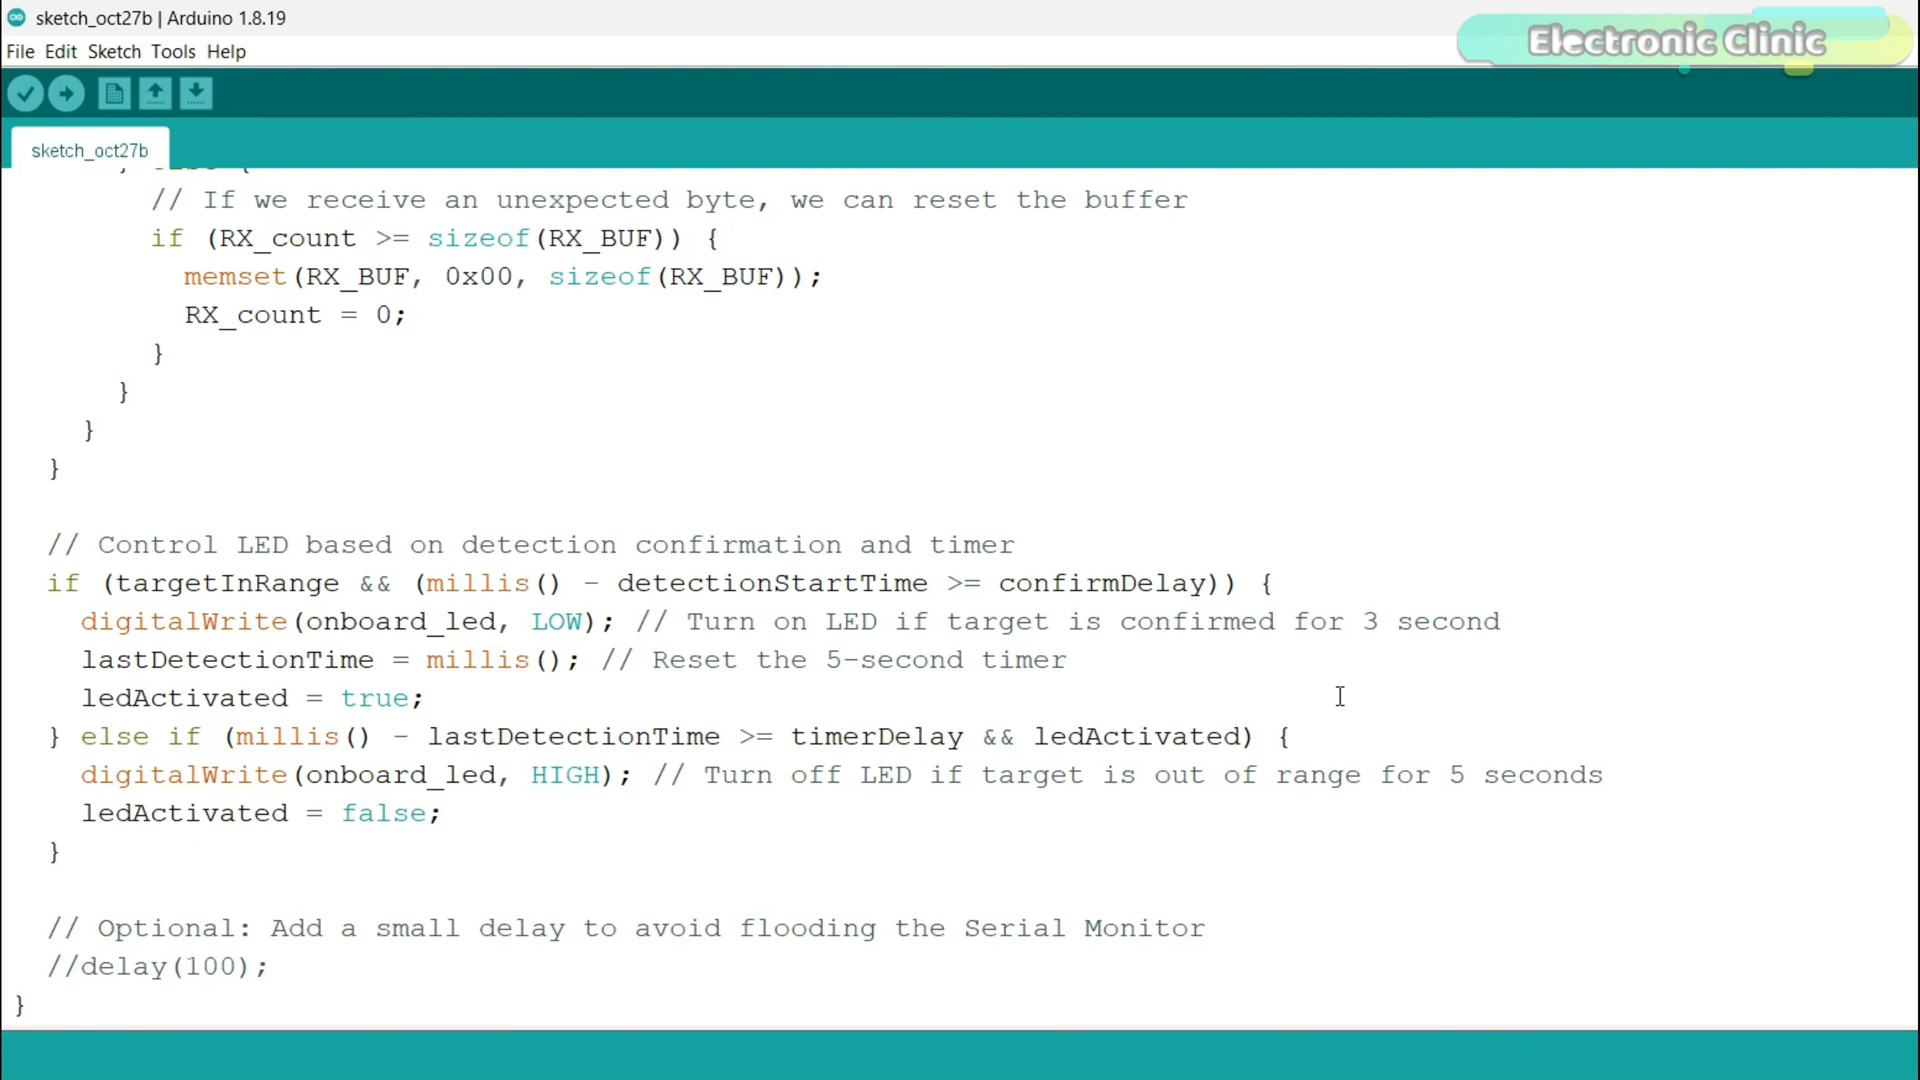 sketch_oct27b | Arduino 1.8.19
File Edit Sketch Tools Help
Electronic Clinic
sketch_oct27b
// If we receive an unexpected byte, we can reset the buffer
if (RX_count >= sizeof(RX_BUF)) {
memset(RX_BUF, 0x00, sizeof(RX_BUF));
RX_count = 0;
}
}
}
}
// Control LED based on detection confirmation and timer
if (targetInRange && (millis() - detectionStartTime >= confirmDelay)) {
digitalWrite(onboard_led, LOW); // Turn on LED if target is confirmed for 3 second
lastDetectionTime = millis(); // Reset the 5-second timer
ledActivated = true;
} else if (millis() - lastDetectionTime >= timerDelay && ledActivated) {
digitalWrite(onboard_led, HIGH); // Turn off LED if target is out of range for 5 seconds
ledActivated = false;
}
// Optional: Add a small delay to avoid flooding the Serial Monitor
//delay(100);
}